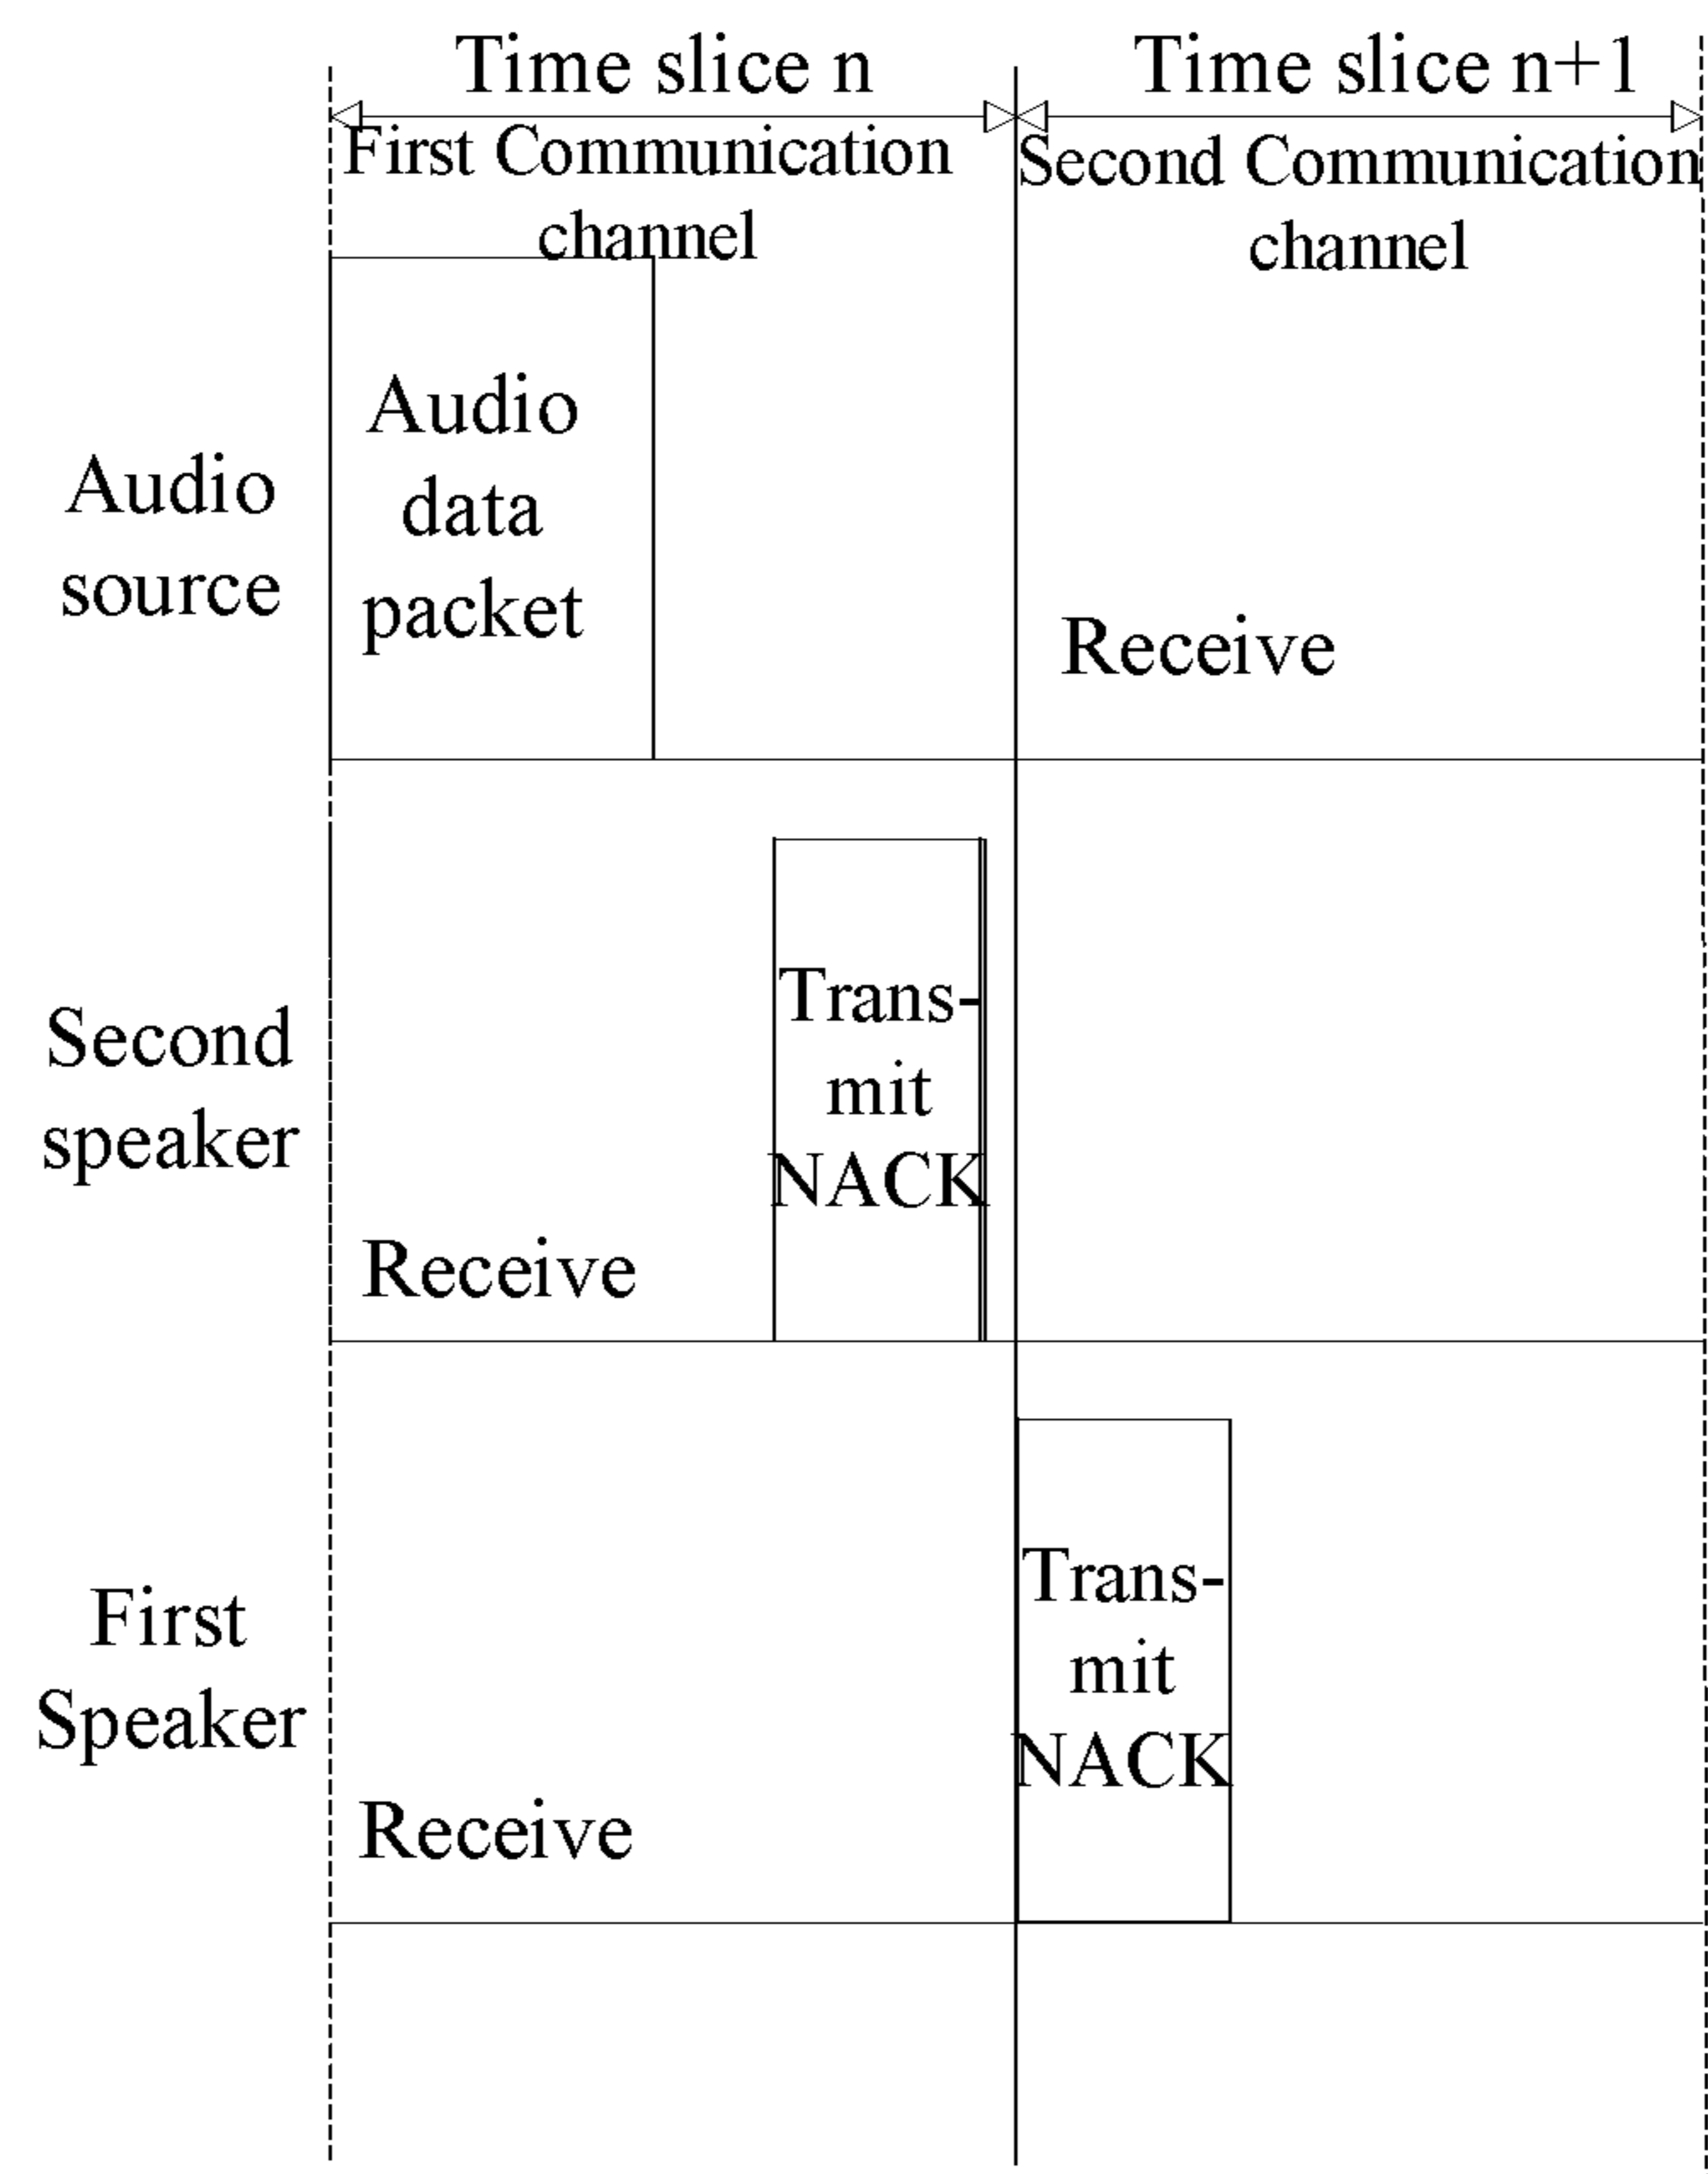 Time slice n
Time slice n+1
First Communication
channel
Second Communication
channel
Audio
source
Audio
data
packet
Receive
Second
speaker
Receive
Trans-
mit
NACK
First
Speaker
Receive
Trans-
mit
NACK